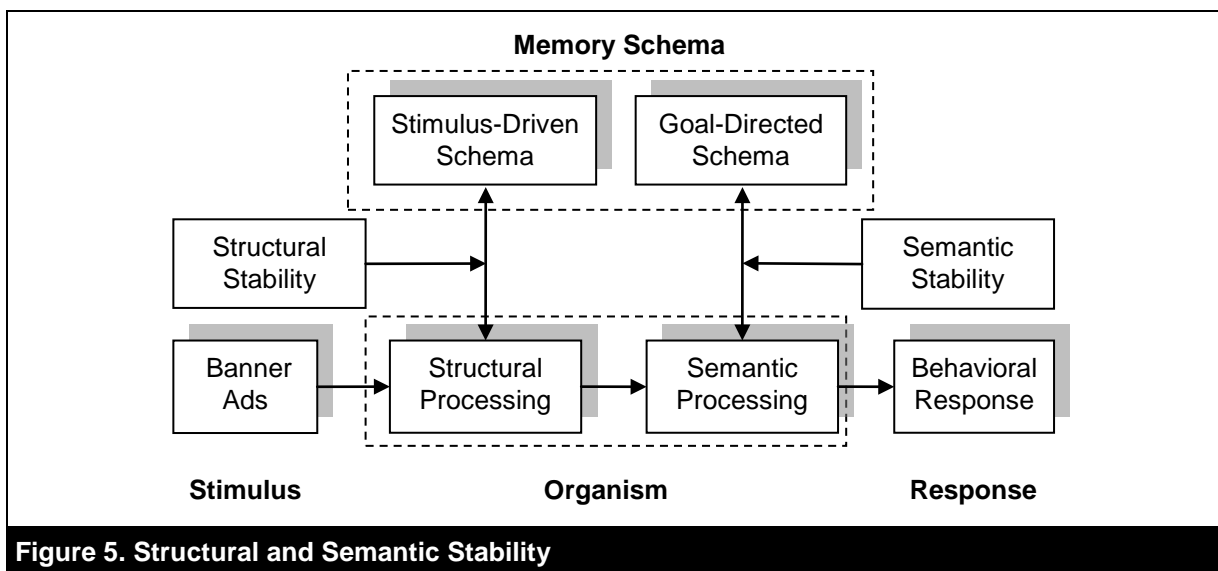 Memory Schema
Stimulus-Driven
Schema
Goal-Directed
Schema
Structural
Stability
Semantic
Stability
Banner
Ads
Structural
Processing
Semantic
Processing
Behavioral
Response
Stimulus
Organism
Response
Figure 5. Structural and Semantic Stability